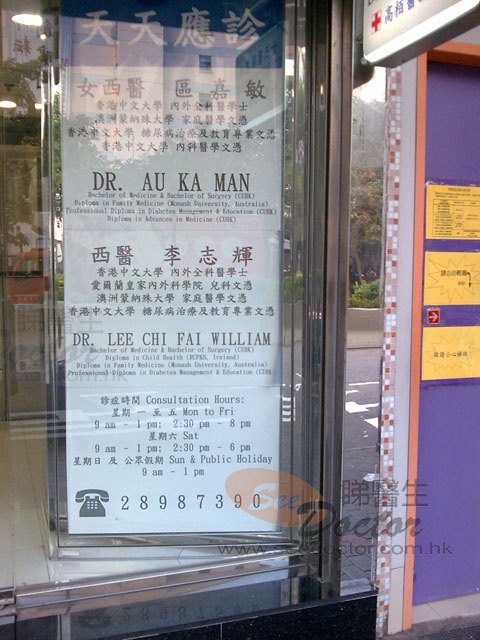 天天應診
女西醫 區嘉敏
香港中文大學 內外全科醫學士
澳洲蒙納殊大學 家庭醫學文憑
香港中文大學 糖尿病治療及教育專業文憑
香港中文大學 內科醫學文憑
DR. AU KA MAN
Bachelor of Medicine & Bachelor of Surgery (CUHK)
Diploma in Family Medicine (Monash University, Australia)
Professional Diploma in Diabetes Management & Education (CUHK)
Diploma in Advances in Medicine (CUHK)
西醫 李志輝
香港中文大學 內外全科醫學士
愛爾蘭皇家內外科學院 兒科文憑
澳洲蒙納殊大學 家庭醫學文憑
香港中文大學 糖尿病治療及教育專業文憑
DR. LEE CHI FAI WILLIAM
Bachelor of Medicine & Bachelor of Surgery (CUHK)
Diploma in Child Health (RCP&S, Ireland)
Diploma in Family Medicine (Monash University, Australia)
Professional Diploma in Diabetes Management & Education (CUHK)
診症時間 Consultation Hours:
星期 一 至 五 Mon to Fri
9 am - 1 pm; 2:30 pm - 8 pm
星期六 Sat
9 am - 1 pm; 2:30 pm - 6 pm
星期日 及 公眾假期 Sun & Public Holiday
9 am - 1 pm
28987390
高栢醫
See Doctor
睇醫生
www.seedoctor.com.hk